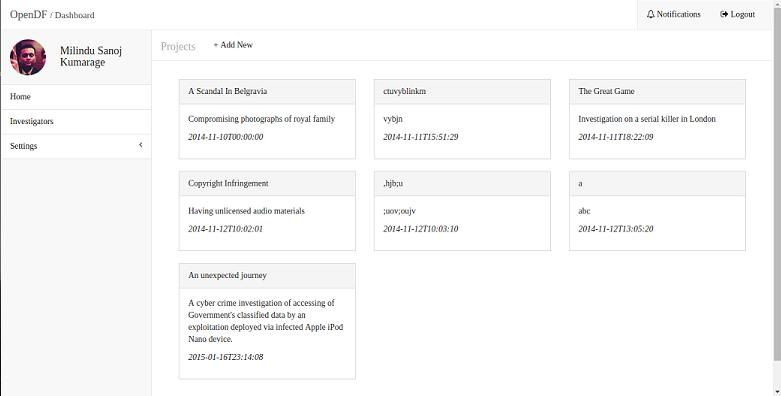 OpenDF / Dashboard
Notifications
Logout
Milindu Sanoj
Kumarage
Home
Investigators
Settings
Projects
+ Add New
A Scandal In Belgravia
Compromising photographs of royal family
2014-11-10T00:00:00
ctuvyblinkm
vybjn
2014-11-11T15:51:29
The Great Game
Investigation on a serial killer in London
2014-11-11T18:22:09
Copyright Infringement
Having unlicensed audio materials
2014-11-12T10:02:01
,hjb;u
;uov;oujv
2014-11-12T10:03:10
a
abc
2014-11-12T13:05:20
An unexpected journey
A cyber crime investigation of accessing of
Government's classified data by an
exploitation deployed via infected Apple iPod
Nano device.
2015-01-16T23:14:08